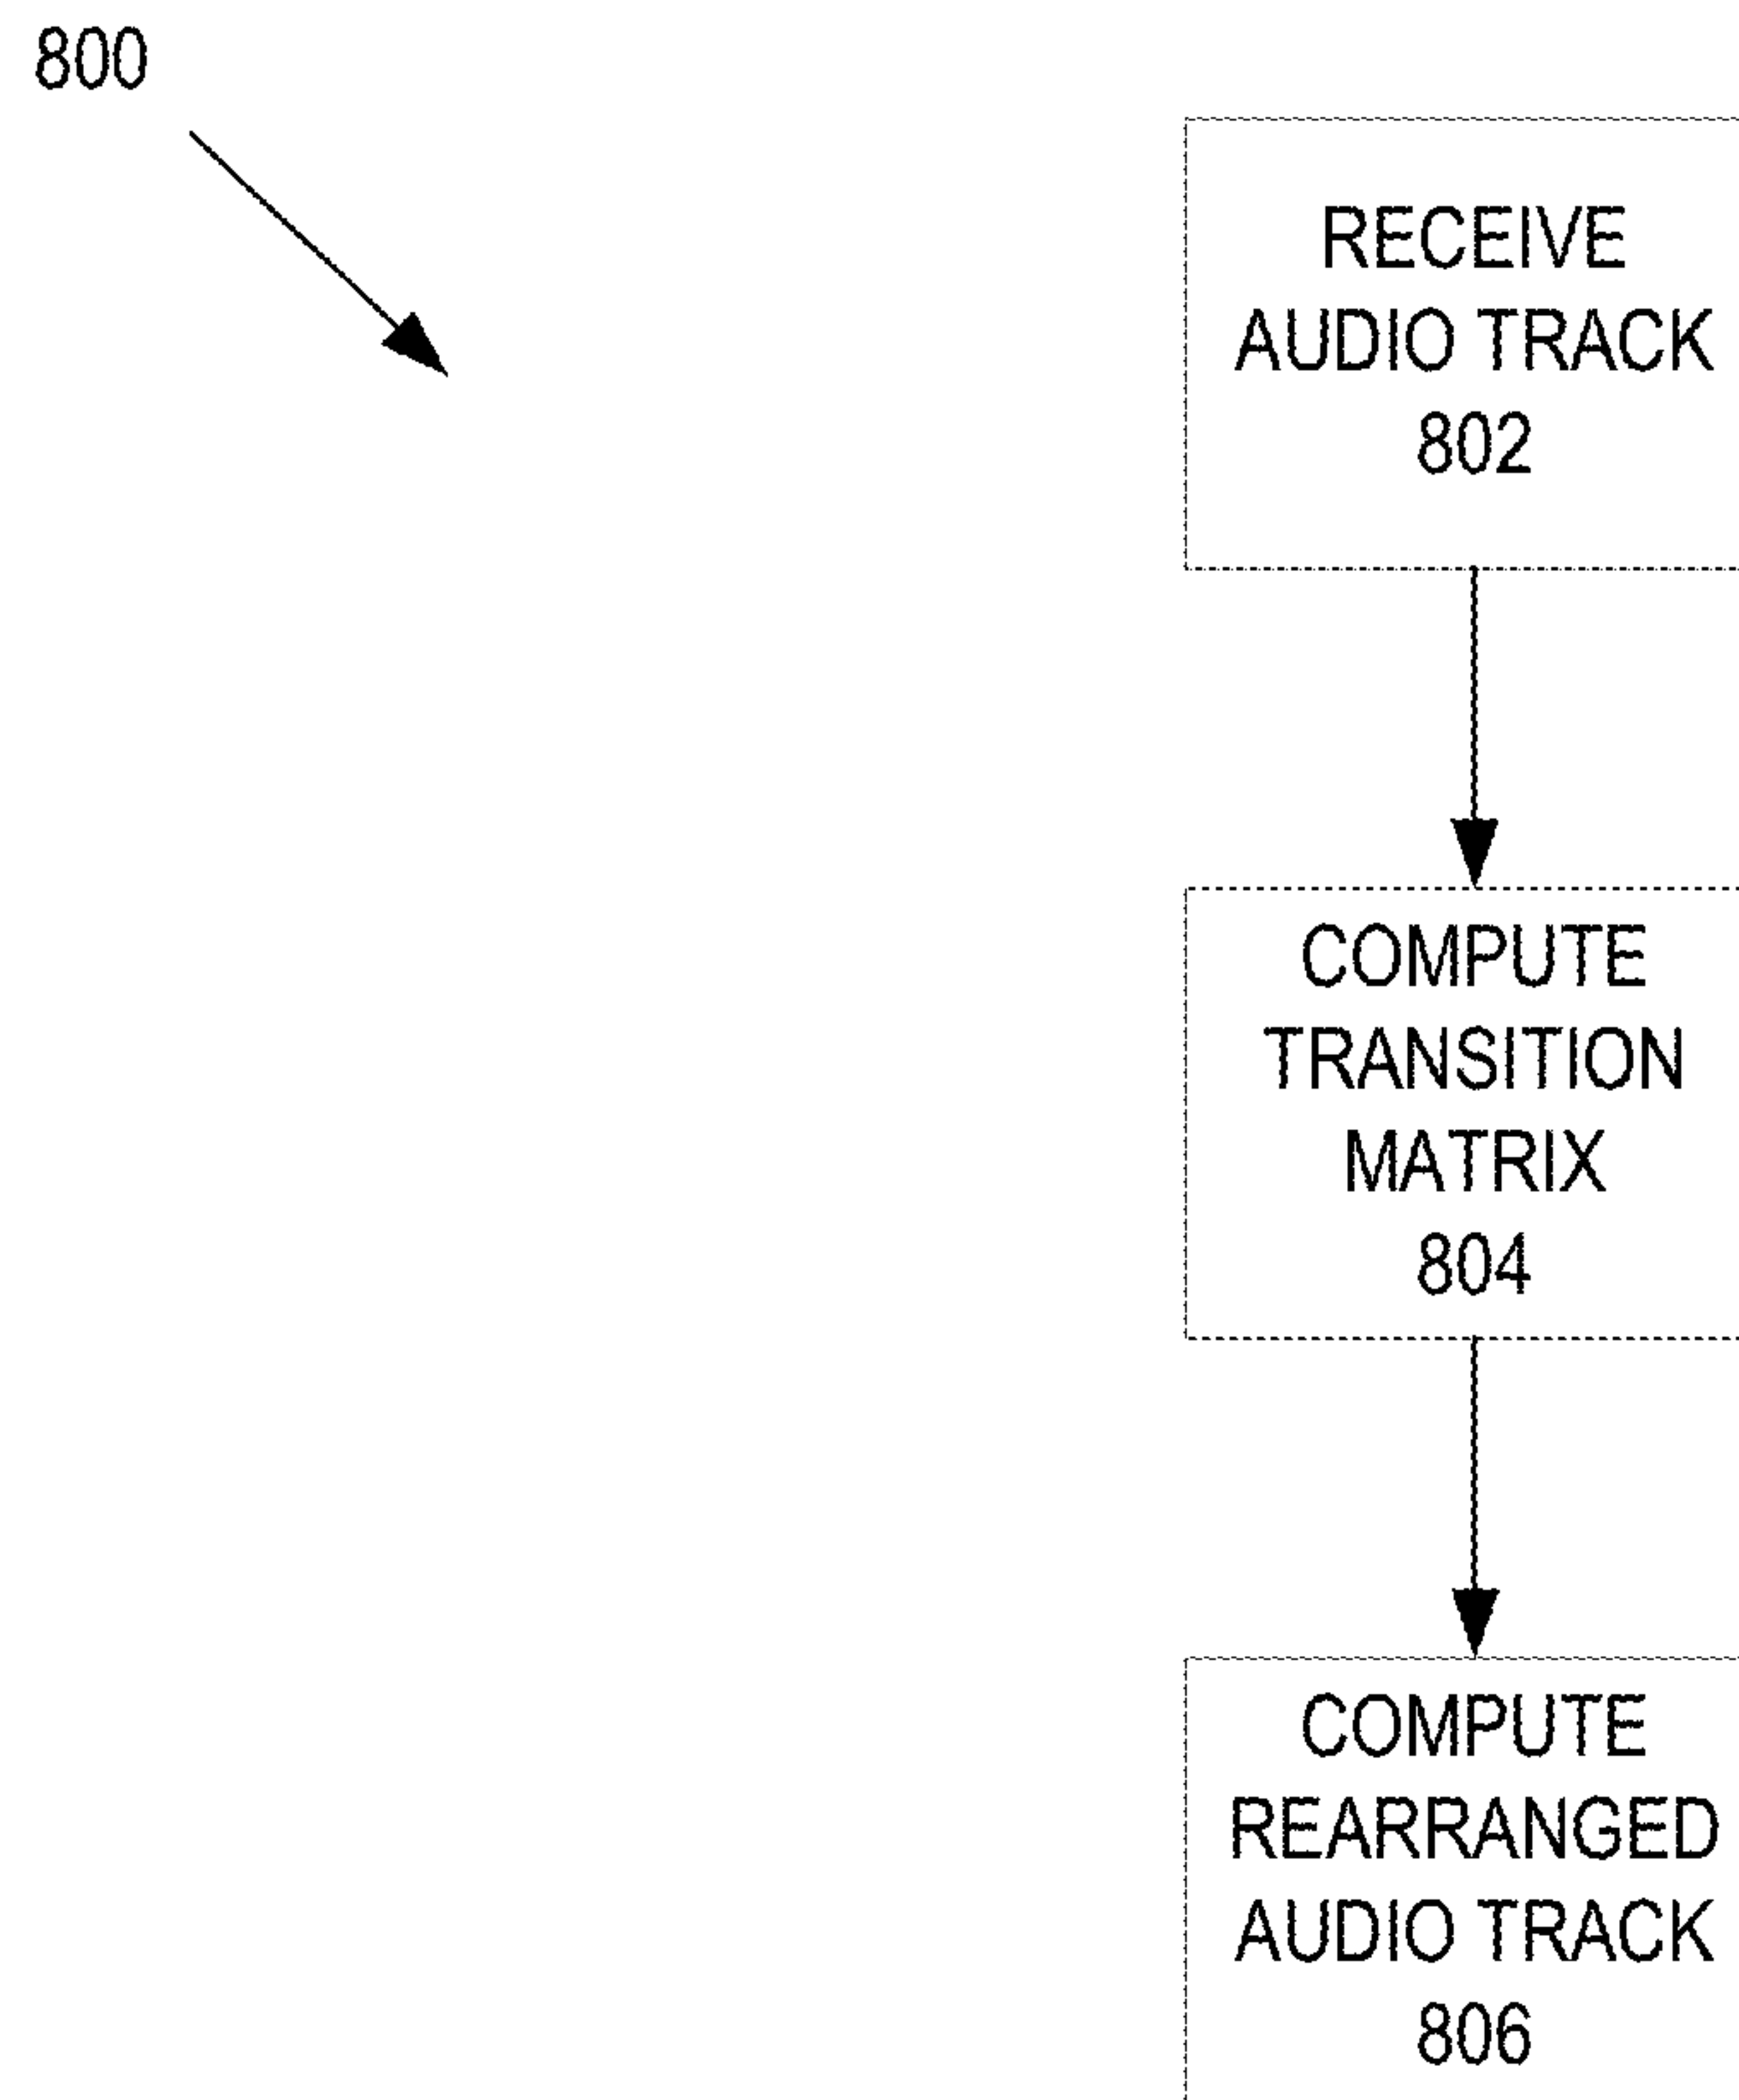 800
RECEIVE
AUDIO TRACK
802
COMPUTE
TRANSITION
MATRIX
804
COMPUTE
REARRANGED
AUDIO TRACK
806